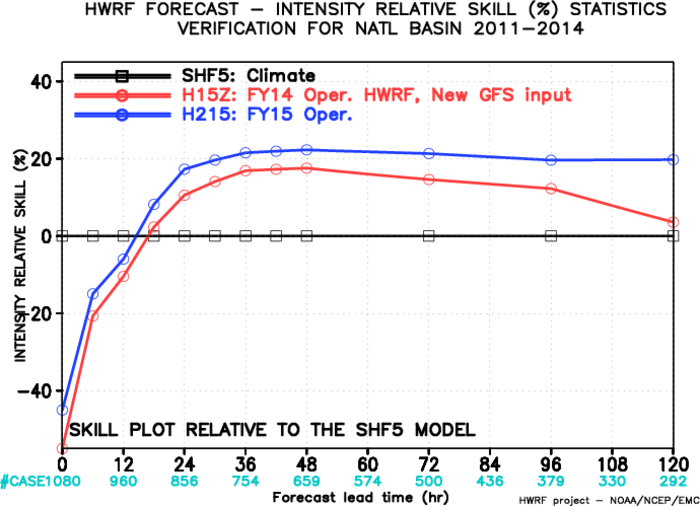 HWRF FORECAST – INTENSITY RELATIVE SKILL (%) STATISTICS
VERIFICATION FOR NATL BASIN 2011–2014
SHF5: Climate
H15Z: FY14 Oper. HWRF, New GFS input
H215: FY15 Oper.
INTENSITY RELATIVE SKILL (%)
40
20
0
–20
–40
SKILL PLOT RELATIVE TO THE SHF5 MODEL
0 12 24 36 48 60 72 84 96 108 120
#CASE1080 960 856 754 659 574 500 436 379 330 292
Forecast lead time (hr)
HWRF project – NOAA/NCEP/EMC